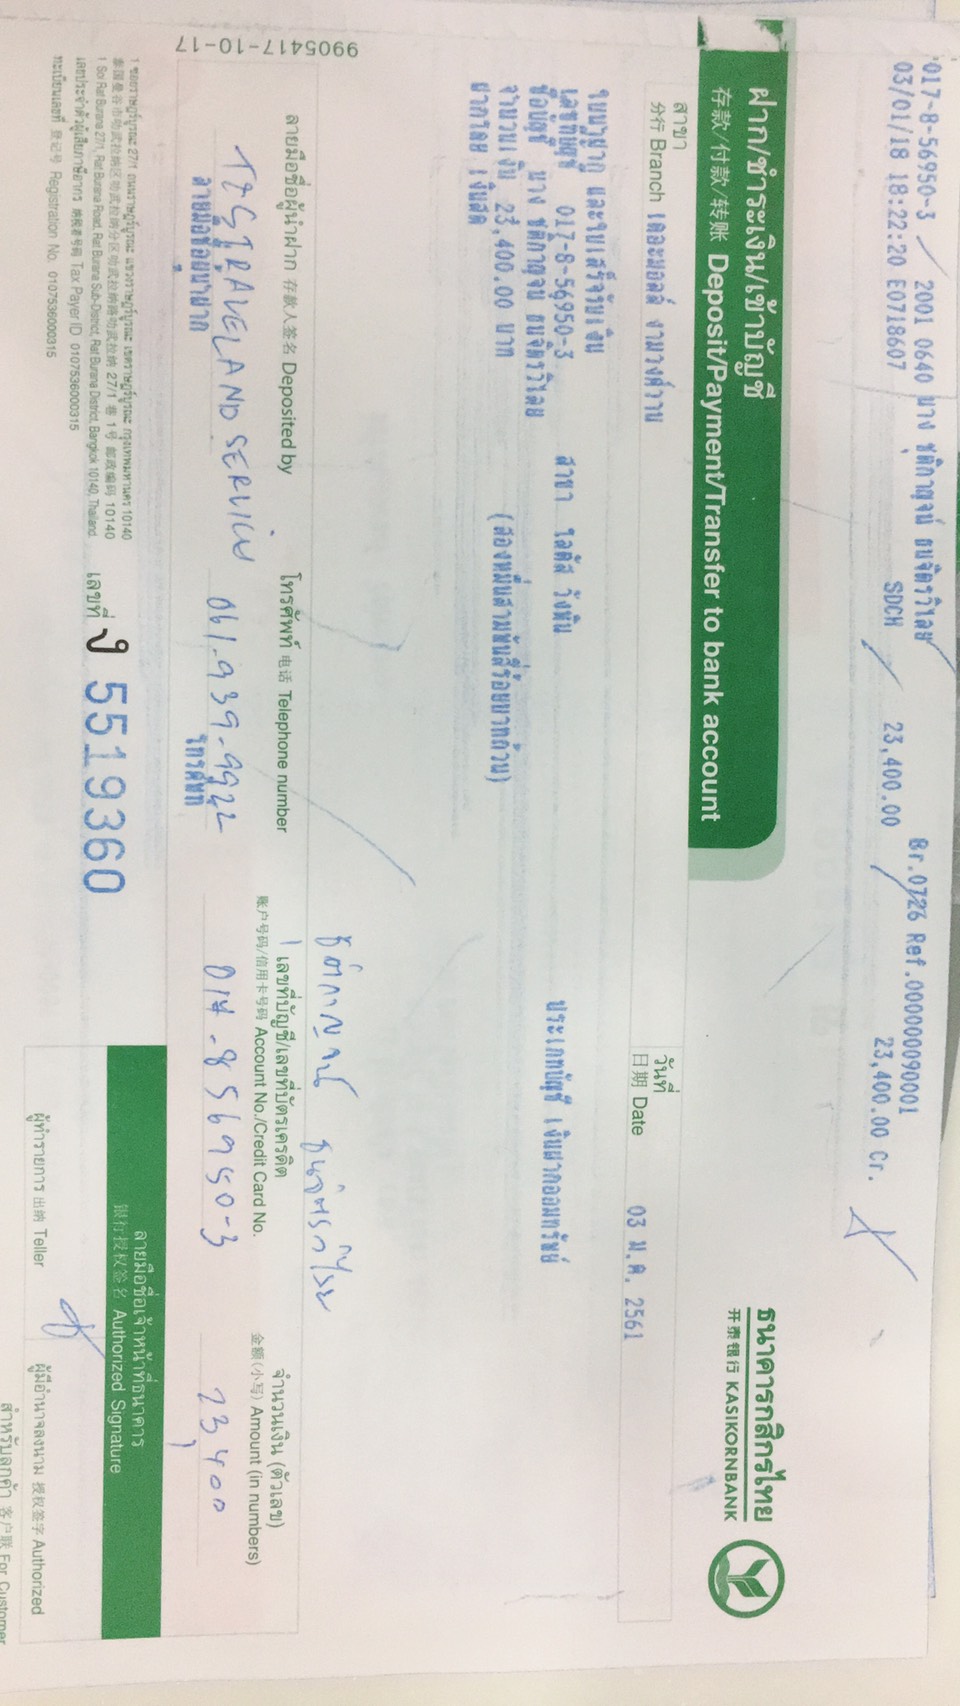 017-8-56950-3 2001 0640 นาง ชุติกาญจน์ ธนจิตรวิไลย Br.0726 Ref.000000090001
03/01/18 18:22:20 E0718607 SDCH 23,400.00 23,400.00 Cr.
ฝาก/ชำระเงิน/เข้าบัญชี
存款/付款/转账 Deposit/Payment/Transfer to bank account
ธนาคารกสิกรไทย
开泰银行 KASIKORNBANK
สาขา
分行 Branch เดอะมอลล์ งามวงศ์วาน
วันที่
日期 Date 03 ม.ค. 2561
ใบนำฝาก และใบเสร็จรับเงิน
เลขที่บัญชี 017-8-56950-3 สาขา โลตัส วังหิน ประเภทบัญชี เงินฝากออมทรัพย์
ชื่อบัญชี นาง ชุติกาญจน์ ธนจิตรวิไลย
จำนวนเงิน 23,400.00 บาท (สองหมื่นสามพันสี่ร้อยบาทถ้วน)
ฝากโดย เงินสด
ชุติกาญจน์ ธนจิตรวิไลย
ลายมือชื่อผู้นำฝาก 存款人签名 Deposited by
โทรศัพท์ 电话 Telephone number
เลขที่บัญชี/เลขที่บัตรเครดิต
账户号码/信用卡号码 Account No./Credit Card No.
จำนวนเงิน (ตัวเลข)
金额(小写) Amount (in numbers)
TRAVELAND SERVICE 061-939-9922 017-856950-3 23,400
ลายมือชื่อผู้นำฝาก โทรศัพท์
9905417-10-17
1 ซอยราษฎร์บูรณะ 27/1 ถนนราษฎร์บูรณะ แขวงราษฎร์บูรณะ เขตราษฎร์บูรณะ กรุงเทพมหานคร 10140
泰国曼谷市叻武拉纳区叻武拉纳分区叻武拉纳路叻武拉纳 27/1 巷 1号 邮政编码 10140
1 Soi Rat Burana 27/1, Rat Burana Road, Rat Burana Sub-District, Rat Burana District, Bangkok 10140, Thailand.
เลขประจำตัวผู้เสียภาษีอากร 纳税者号码 Tax Payer ID 0107536000315
ทะเบียนเลขที่ 登记号 Registration No. 0107536000315
เลขที่ ง 5519360
ลายมือชื่อเจ้าหน้าที่ธนาคาร
银行授权签名 Authorized Signature
ผู้ทำรายการ 出纳 Teller
ผู้มีอำนาจลงนาม 授权签字 Authorized
สำหรับลูกค้า 客户联 For Customer